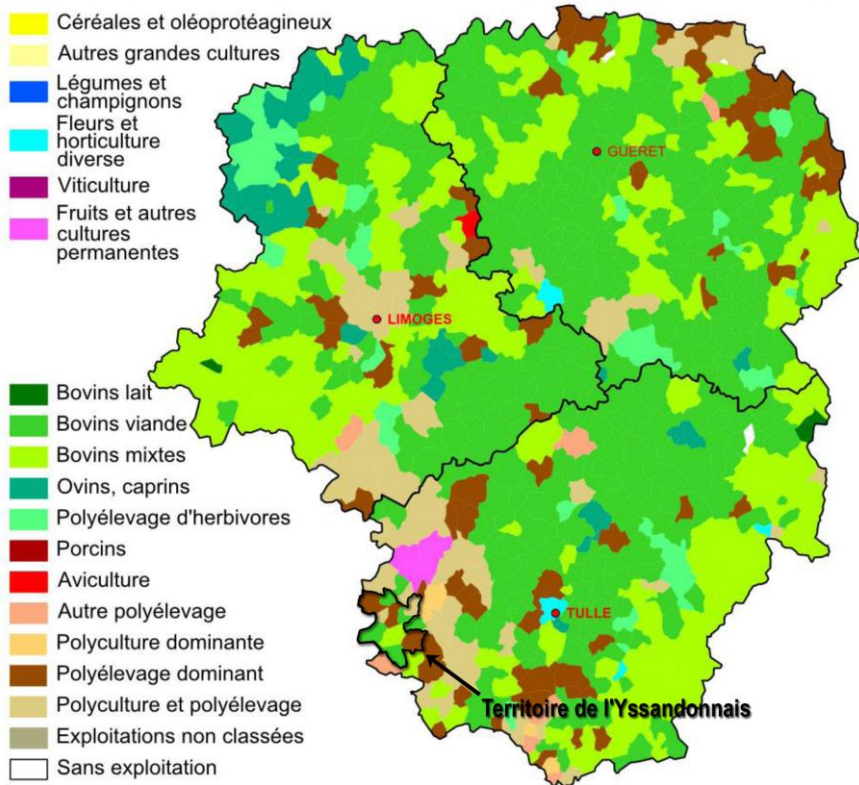 Céréales et oléoprotéagineux
Autres grandes cultures
Légumes et
champignons
Fleurs et
horticulture
diverse
Viticulture
Fruits et autres
cultures
permanentes
GUERET
LIMOGES
Bovins lait
Bovins viande
Bovins mixtes
Ovins, caprins
Polyélevage d'herbivores
Porcins
Aviculture
Autre polyélevage
Polyculture dominante
Polyélevage dominant
Polyculture et polyélevage
Exploitations non classées
Sans exploitation
TULLE
Territoire de l'Yssandonnais